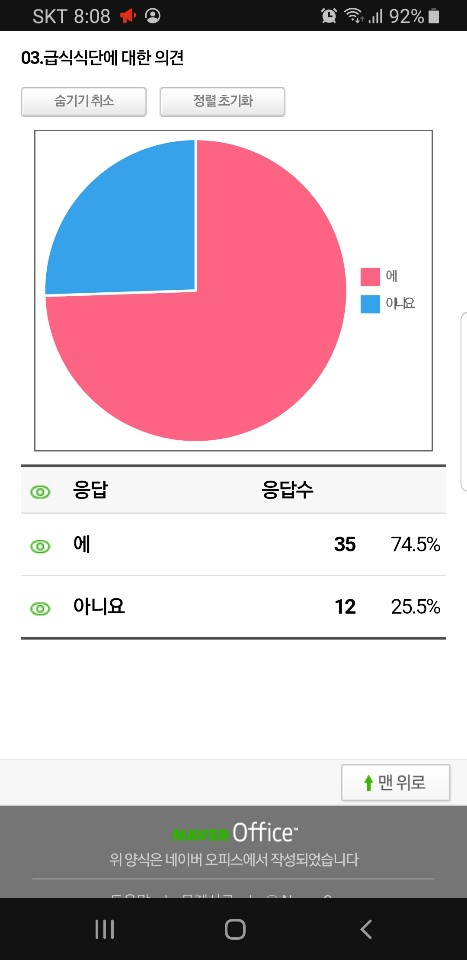 SKT 8:08 92%
03.급식식단에 대한 의견
숨기기 취소 정렬 초기화
에
아니요
응답 응답수
에 35 74.5%
아니요 12 25.5%
맨 위로
NAVER Office™
위 양식은 네이버 오피스에서 작성되었습니다